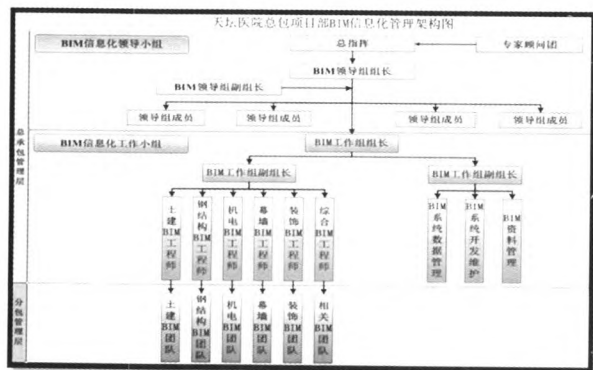 天坛医院总包项目部BIM信息化管理架构图
BIM信息化领导小组
总指挥
专家顾问团
BIM领导组组长
BIM领导组副组长
领导组成员
领导组成员
领导组成员
领导组成员
总承包管理层
BIM信息化工作小组
BIM工作组组长
BIM工作组副组长
BIM工作组副组长
土建BIM工程师
钢结构BIM工程师
机电BIM工程师
幕墙BIM工程师
装饰BIM工程师
综合BIM工程师
BIM系统数据管理
BIM系统开发维护
BIM资料管理
分包管理层
土建BIM团队
钢结构BIM团队
机电BIM团队
幕墙BIM团队
装饰BIM团队
相关BIM团队